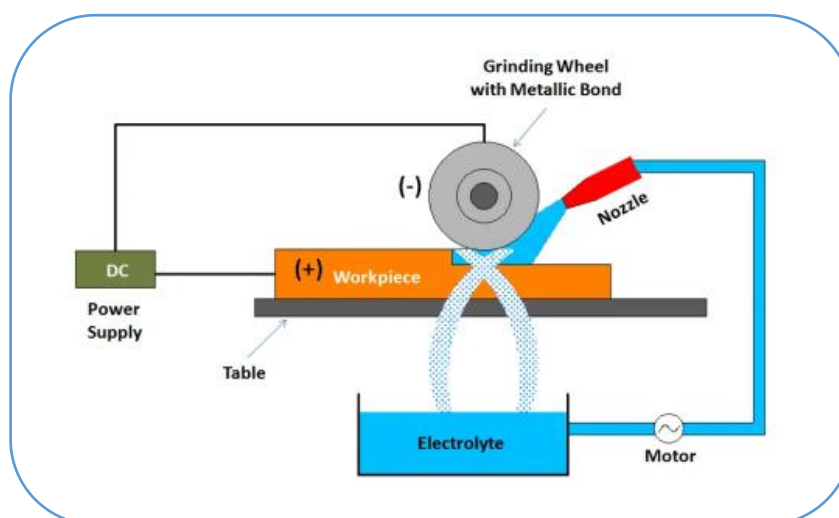 Grinding Wheel
with Metallic Bond
(-)
Nozzle
DC
(+)
Workpiece
Power
Supply
Table
Electrolyte
Motor